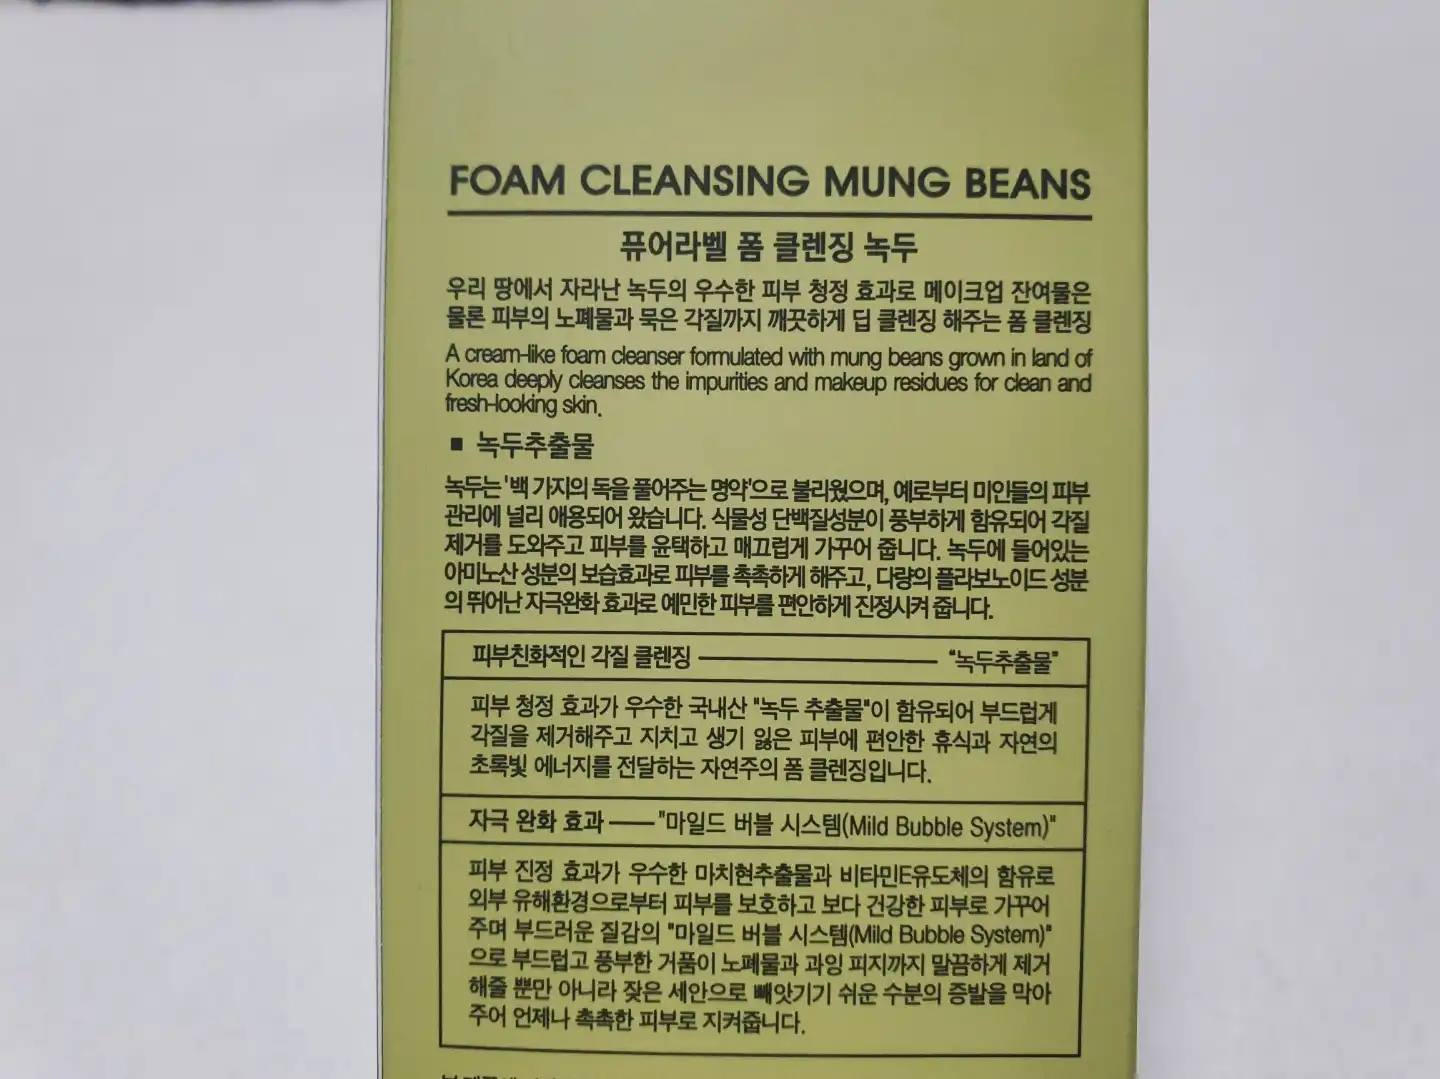 FOAM CLEANSING MUNG BEANS
퓨어라벨 폼 클렌징 녹두
우리 땅에서 자라난 녹두의 우수한 피부 청정 효과로 메이크업 잔여물은
물론 피부의 노폐물과 묵은 각질까지 깨끗하게 딥 클렌징 해주는 폼 클렌징
A cream-like foam cleanser formulated with mung beans grown in land of
Korea deeply cleanses the impurities and makeup residues for clean and
fresh-looking skin.
■ 녹두추출물
녹두는 '백 가지의 독을 풀어주는 명약'으로 불리웠으며, 예로부터 미인들의 피부
관리에 널리 애용되어 왔습니다. 식물성 단백질성분이 풍부하게 함유되어 각질
제거를 도와주고 피부를 윤택하고 매끄럽게 가꾸어 줍니다. 녹두에 들어있는
아미노산 성분의 보습효과로 피부를 촉촉하게 해주고, 다량의 플라보노이드 성분
의 뛰어난 자극완화 효과로 예민한 피부를 편안하게 진정시켜 줍니다.
피부친화적인 각질 클렌징 ―――― "녹두추출물"
피부 청정 효과가 우수한 국내산 "녹두 추출물"이 함유되어 부드럽게
각질을 제거해주고 지치고 생기 잃은 피부에 편안한 휴식과 자연의
초록빛 에너지를 전달하는 자연주의 폼 클렌징입니다.
자극 완화 효과 ―― "마일드 버블 시스템(Mild Bubble System)"
피부 진정 효과가 우수한 마치현추출물과 비타민E유도체의 함유로
외부 유해환경으로부터 피부를 보호하고 보다 건강한 피부로 가꾸어
주며 부드러운 질감의 "마일드 버블 시스템(Mild Bubble System)"
으로 부드럽고 풍부한 거품이 노폐물과 과잉 피지까지 말끔하게 제거
해줄 뿐만 아니라 잦은 세안으로 빼앗기기 쉬운 수분의 증발을 막아
주어 언제나 촉촉한 피부로 지켜줍니다.